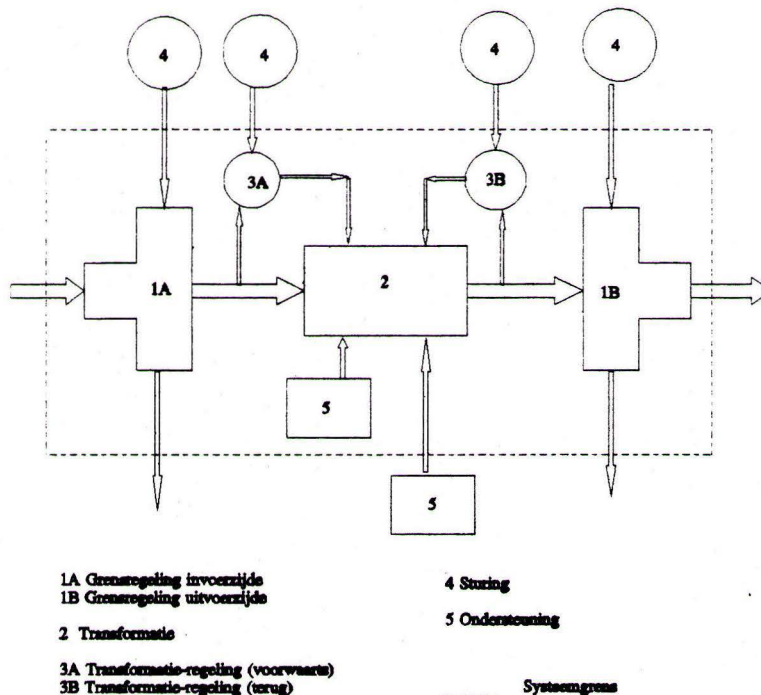 4 4 4 4
3A 3B
1A 2 1B
5
5
1A Grensregeling invoerzijde
1B Grensregeling uitvoerzijde
2 Transformatie
3A Transformatie-regeling (voorwaarts)
3B Transformatie-regeling (terug)
4 Sturing
5 Ondersteuning
Systeemgrens